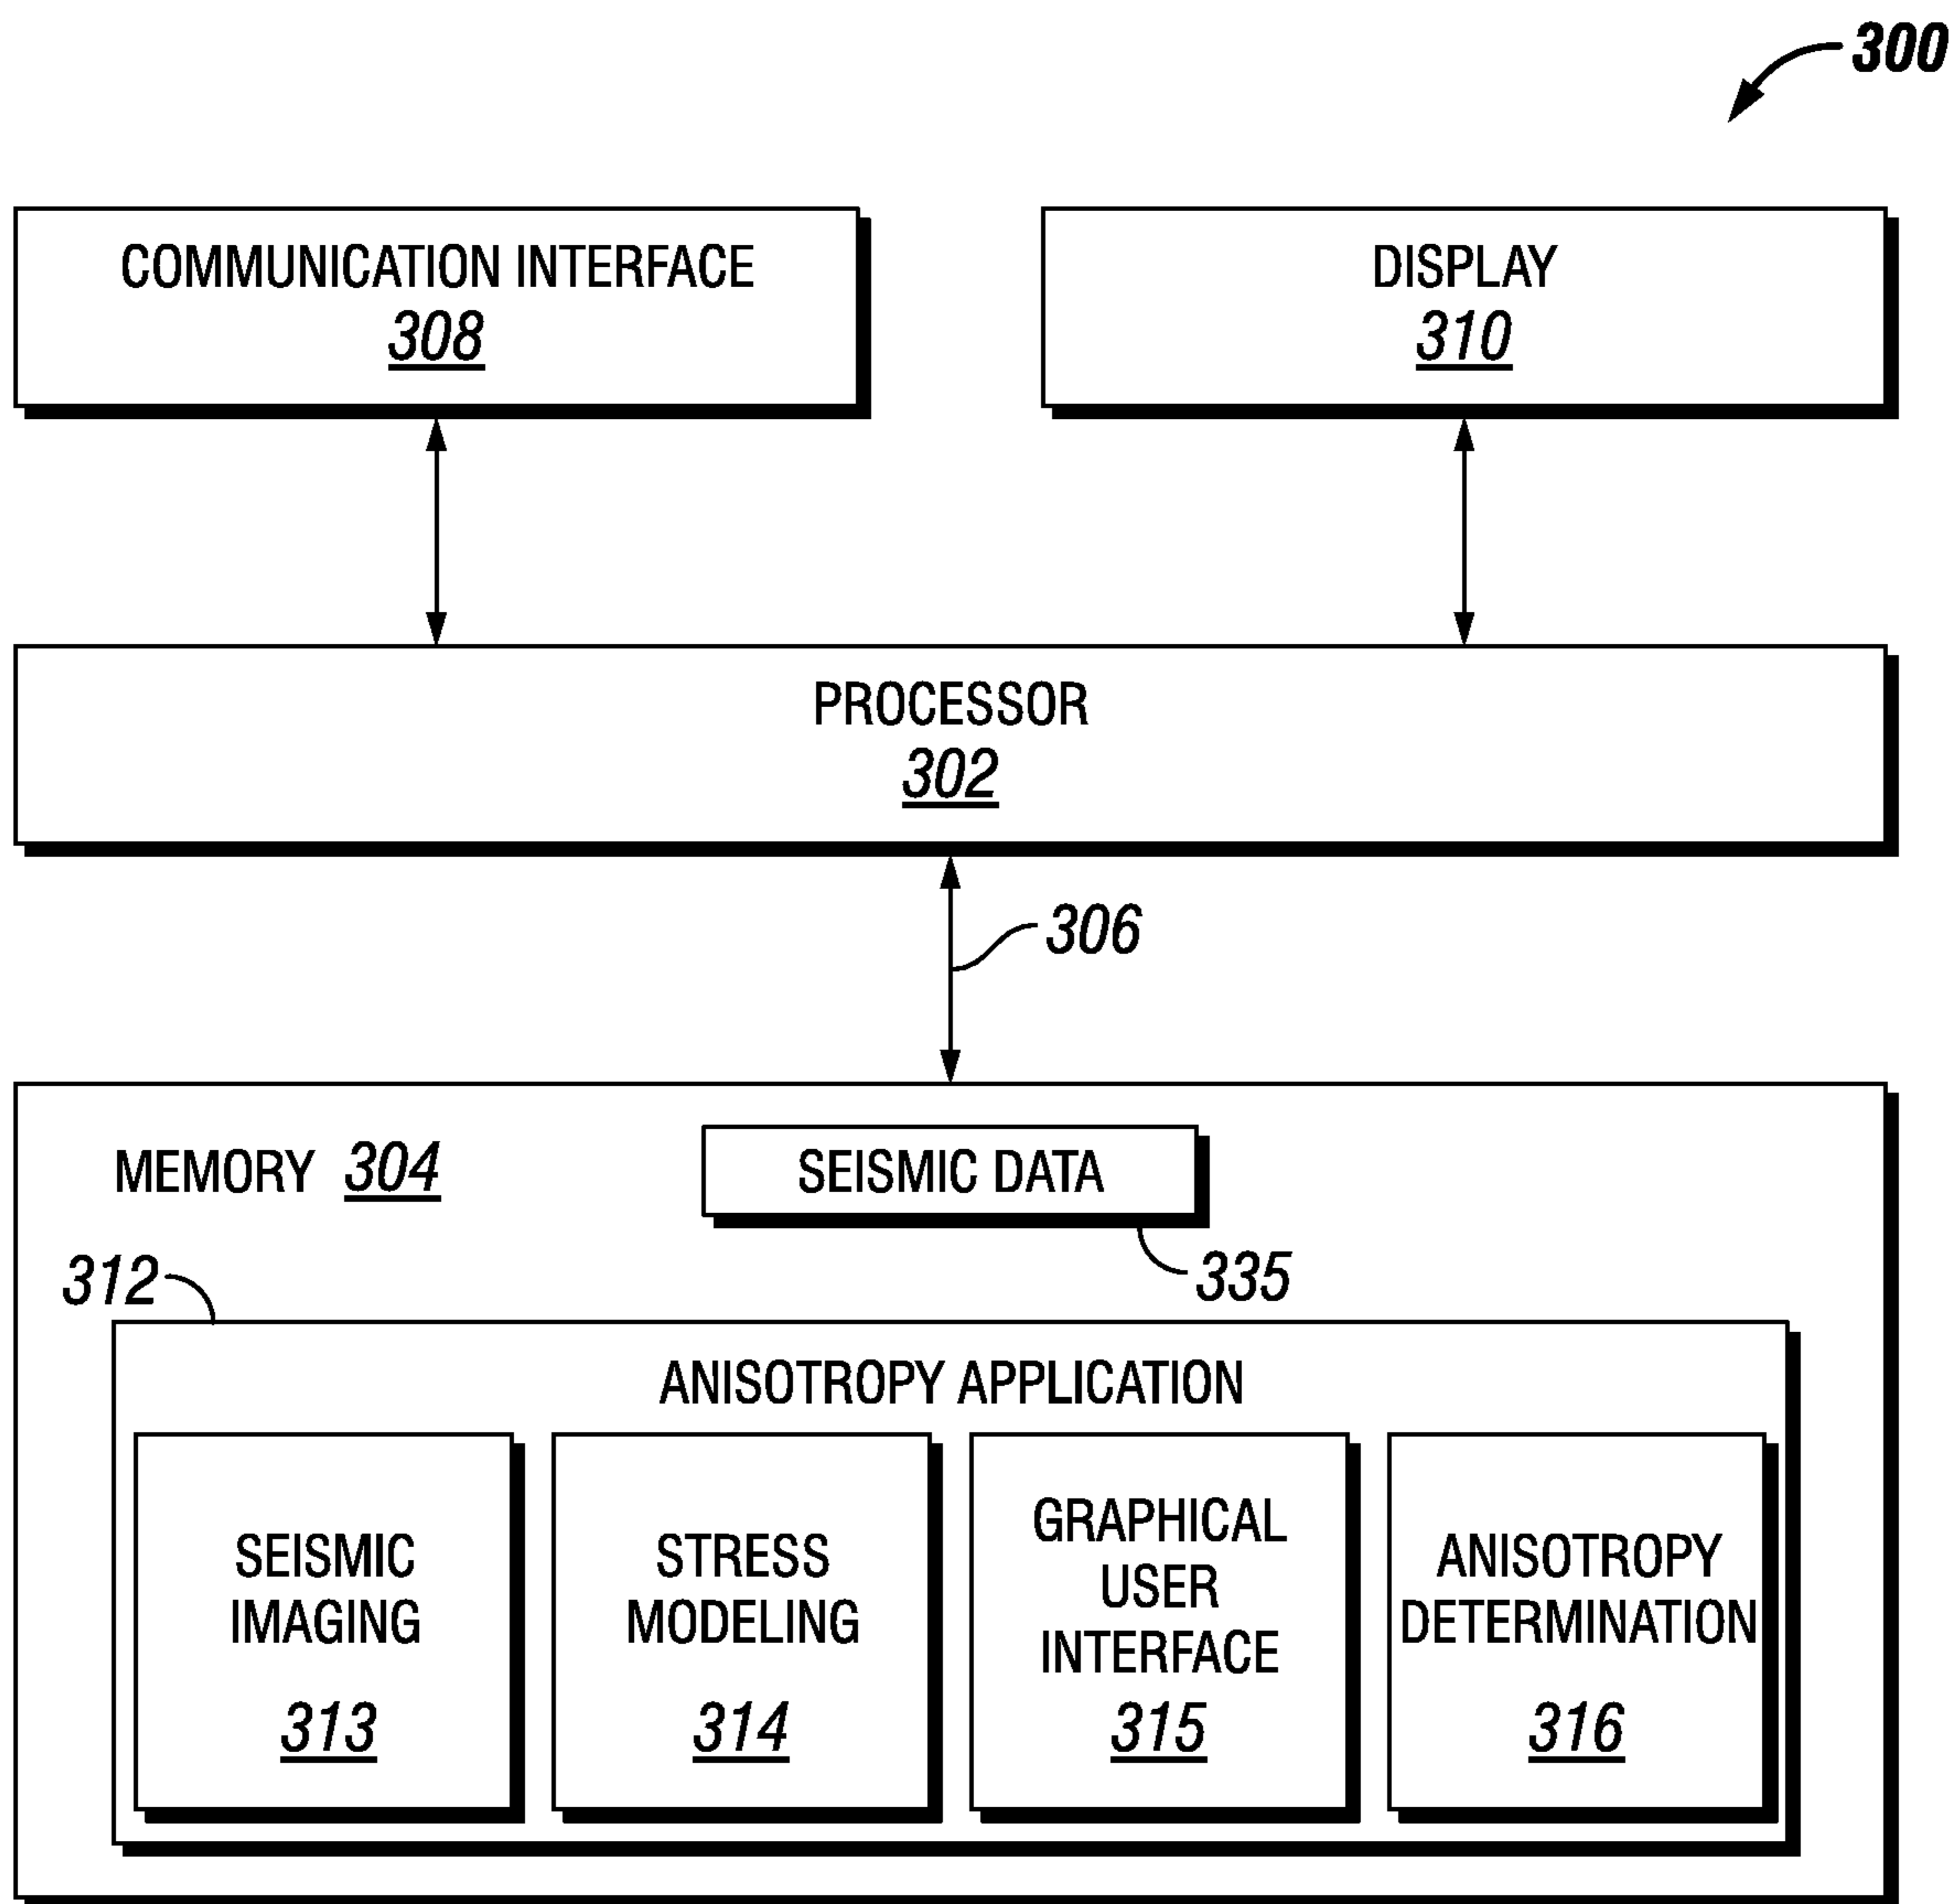 300
COMMUNICATION INTERFACE
308
DISPLAY
310
PROCESSOR
302
306
MEMORY 304
SEISMIC DATA
335
312
ANISOTROPY APPLICATION
SEISMIC
IMAGING
313
STRESS
MODELING
314
GRAPHICAL
USER
INTERFACE
315
ANISOTROPY
DETERMINATION
316